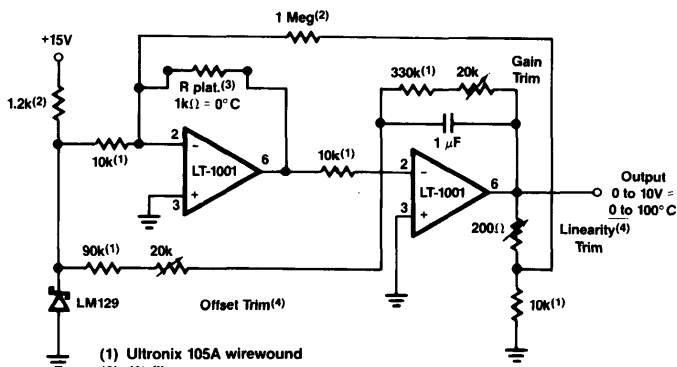 1 Meg(2)
+15V
1.2k(2)
R plat.(3)
1kΩ = 0°C
330k(1)
20k
Gain
Trim
1 µF
10k(1)
2
-
LT-1001
6
+
3
10k(1)
2
-
LT-1001
6
3
+
Output
0 to 10V =
0 to 100°C
200Ω
Linearity(4)
Trim
90k(1)
20k
Offset Trim(4)
LM129
10k(1)
(1) Ultronix 105A wirewound